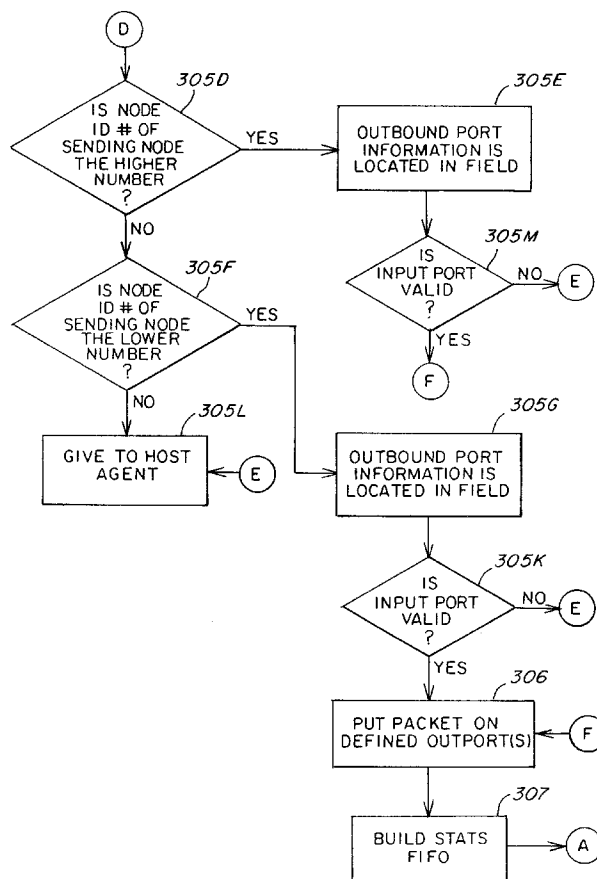 D
305D
IS NODE
ID # OF
SENDING NODE
THE HIGHER
NUMBER
?
YES
NO
305E
OUTBOUND PORT
INFORMATION IS
LOCATED IN FIELD
305M
IS
INPUT PORT
VALID
?
NO
E
YES
F
305F
IS NODE
ID # OF
SENDING NODE
THE LOWER
NUMBER
?
YES
NO
305L
GIVE TO HOST
AGENT
E
305G
OUTBOUND PORT
INFORMATION IS
LOCATED IN FIELD
305K
IS
INPUT PORT
VALID
?
NO
E
YES
306
PUT PACKET ON
DEFINED OUTPORT(S)
F
307
BUILD STATS
FIFO
A